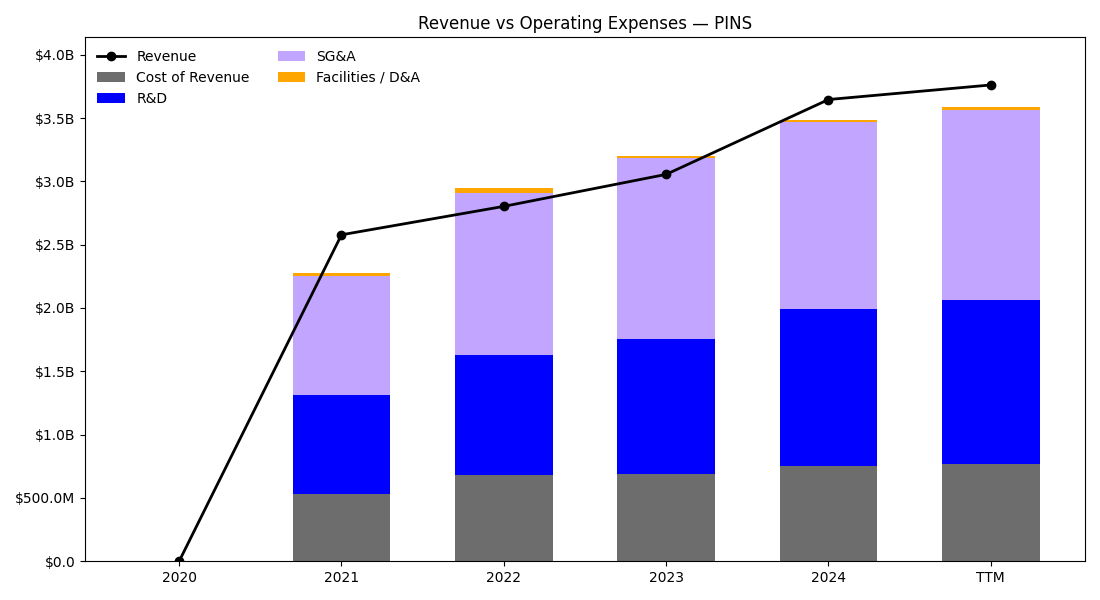 Revenue vs Operating Expenses — PINS
$4.0B
$3.5B
$3.0B
$2.5B
$2.0B
$1.5B
$1.0B
$500.0M
$0.0
Revenue
Cost of Revenue
R&D
SG&A
Facilities / D&A
2020 2021 2022 2023 2024 TTM